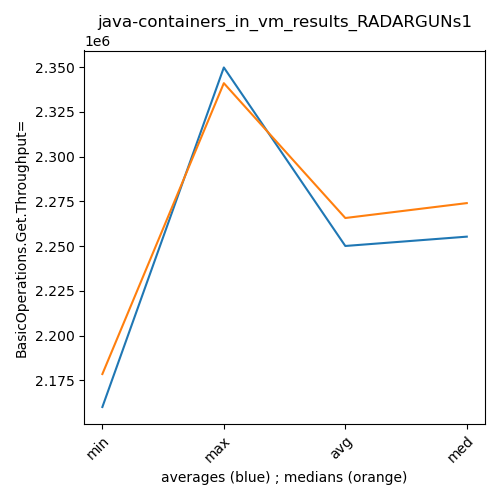 java-containers_in_vm_results_RADARGUNs1
1e6
2.350
2.325
2.300
2.275
2.250
2.225
2.200
2.175
BasicOperations.Get.Throughput=
min
max
avg
med
averages (blue) ; medians (orange)